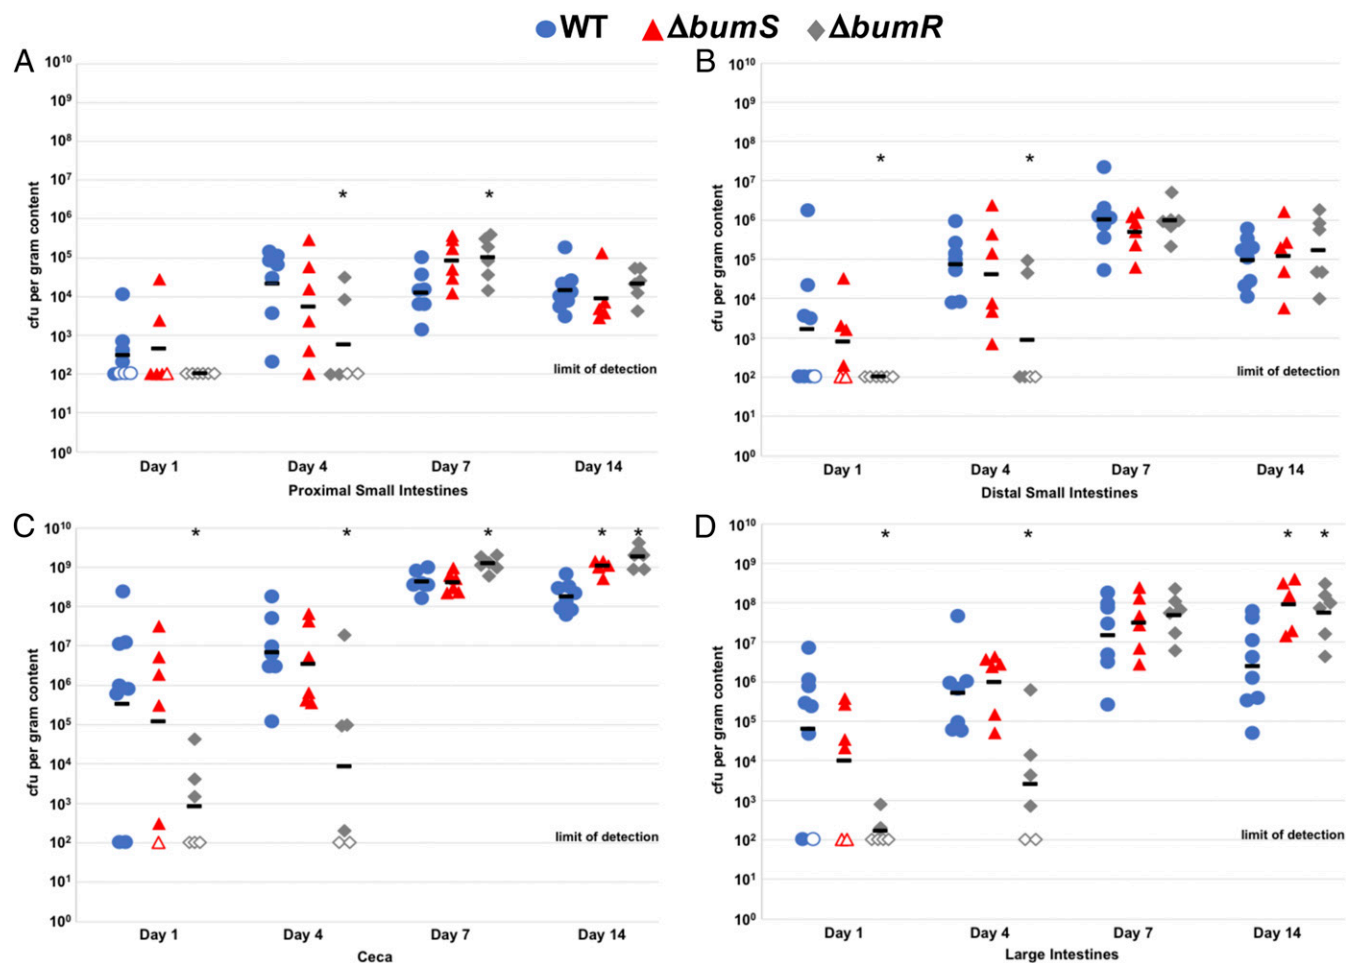 WT ΔbumS ΔbumR
A
10¹⁰
10⁹
10⁸
10⁷
10⁶
10⁵
10⁴
10³
10²
10¹
10⁰
cfu per gram content
* *
limit of detection
Day 1 Day 4 Day 7 Day 14
Proximal Small Intestines
B
10¹⁰
10⁹
10⁸
10⁷
10⁶
10⁵
10⁴
10³
10²
10¹
10⁰
cfu per gram content
* *
limit of detection
Day 1 Day 4 Day 7 Day 14
Distal Small Intestines
C
10¹⁰
10⁹
10⁸
10⁷
10⁶
10⁵
10⁴
10³
10²
10¹
10⁰
cfu per gram content
* * * * *
limit of detection
Day 1 Day 4 Day 7 Day 14
Ceca
D
10¹⁰
10⁹
10⁸
10⁷
10⁶
10⁵
10⁴
10³
10²
10¹
10⁰
cfu per gram content
* * * *
limit of detection
Day 1 Day 4 Day 7 Day 14
Large Intestines